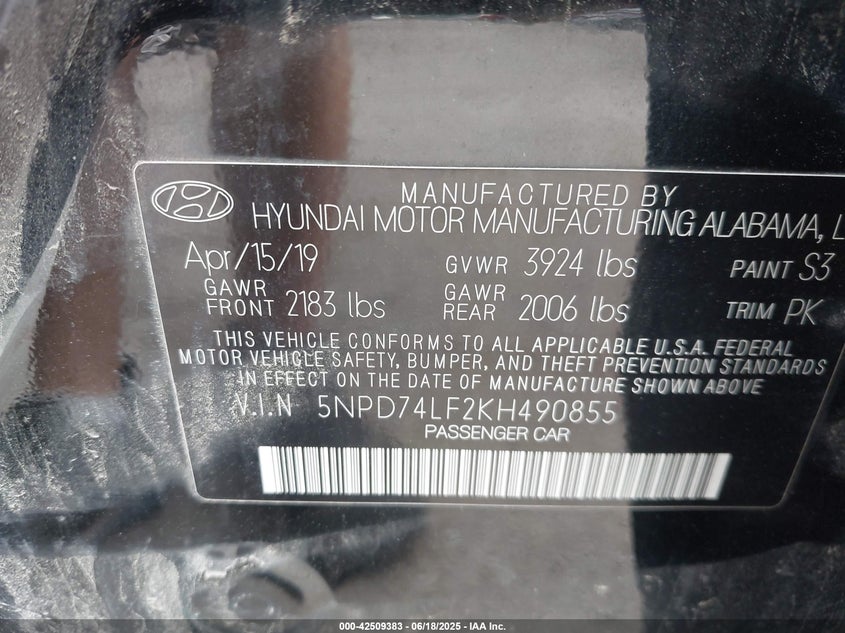 MANUFACTURED BY
HYUNDAI MOTOR MANUFACTURING ALABAMA, L
Apr/15/19 GVWR 3924 lbs PAINT S3
GAWR FRONT 2183 lbs GAWR REAR 2006 lbs TRIM PK
THIS VEHICLE CONFORMS TO ALL APPLICABLE U.S.A. FEDERAL
MOTOR VEHICLE SAFETY, BUMPER, AND THEFT PREVENTION STANDARDS
IN EFFECT ON THE DATE OF MANUFACTURE SHOWN ABOVE
V.I.N 5NPD74LF2KH490855
PASSENGER CAR
000-42509383 - 06/18/2025 - IAA Inc.